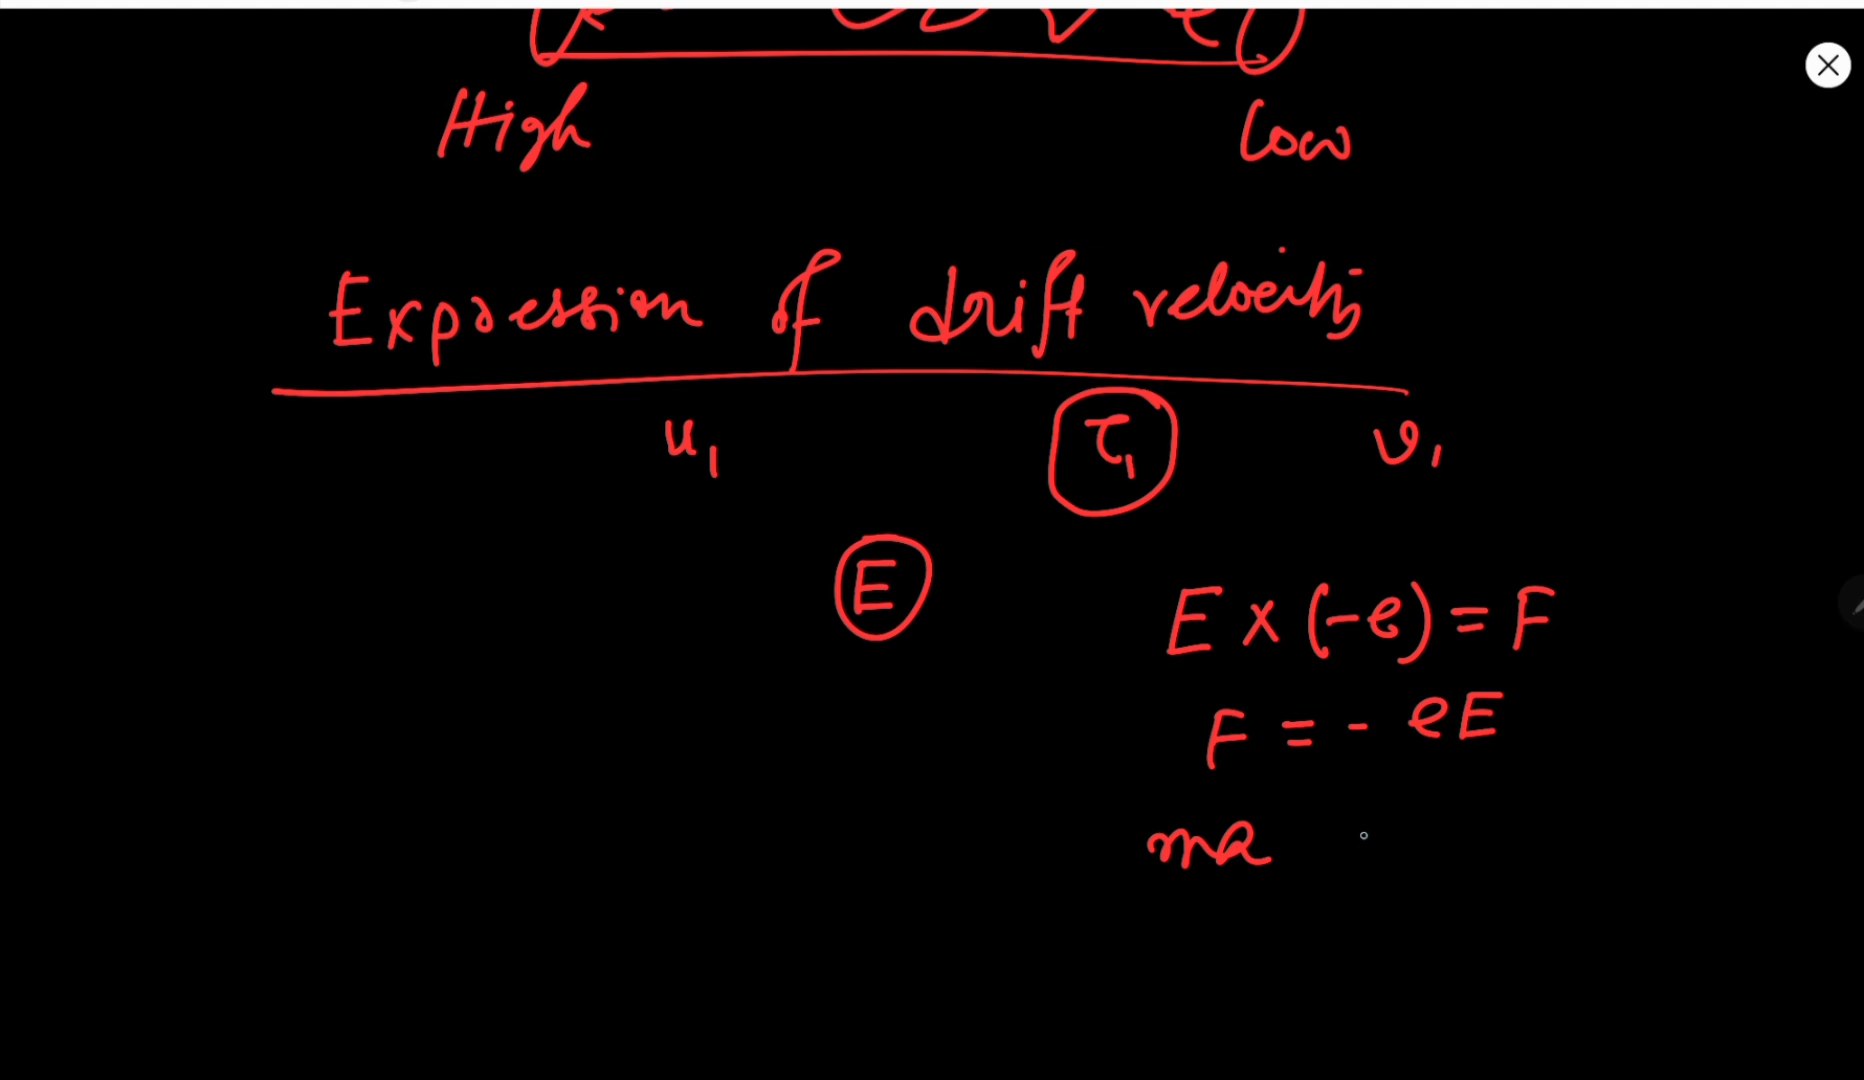 High Low
Expression of drift velocity
u₁ τ₁ v₁
E
E × (-e) = F
F = - eE
ma